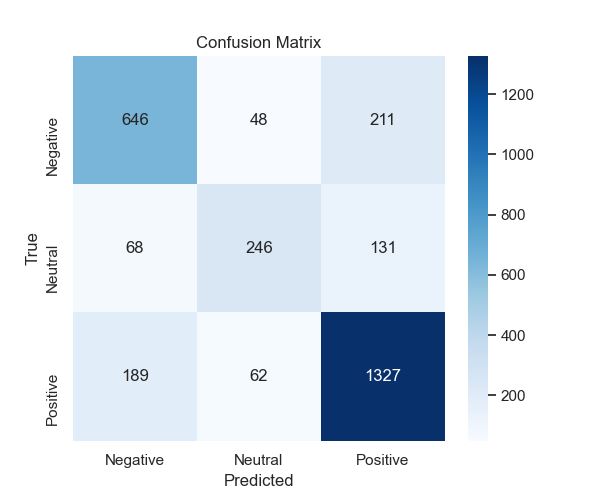 Confusion Matrix
True
Negative
646 48 211
Neutral
68 246 131
Positive
189 62 1327
Negative Neutral Positive
Predicted
1200
1000
800
600
400
200